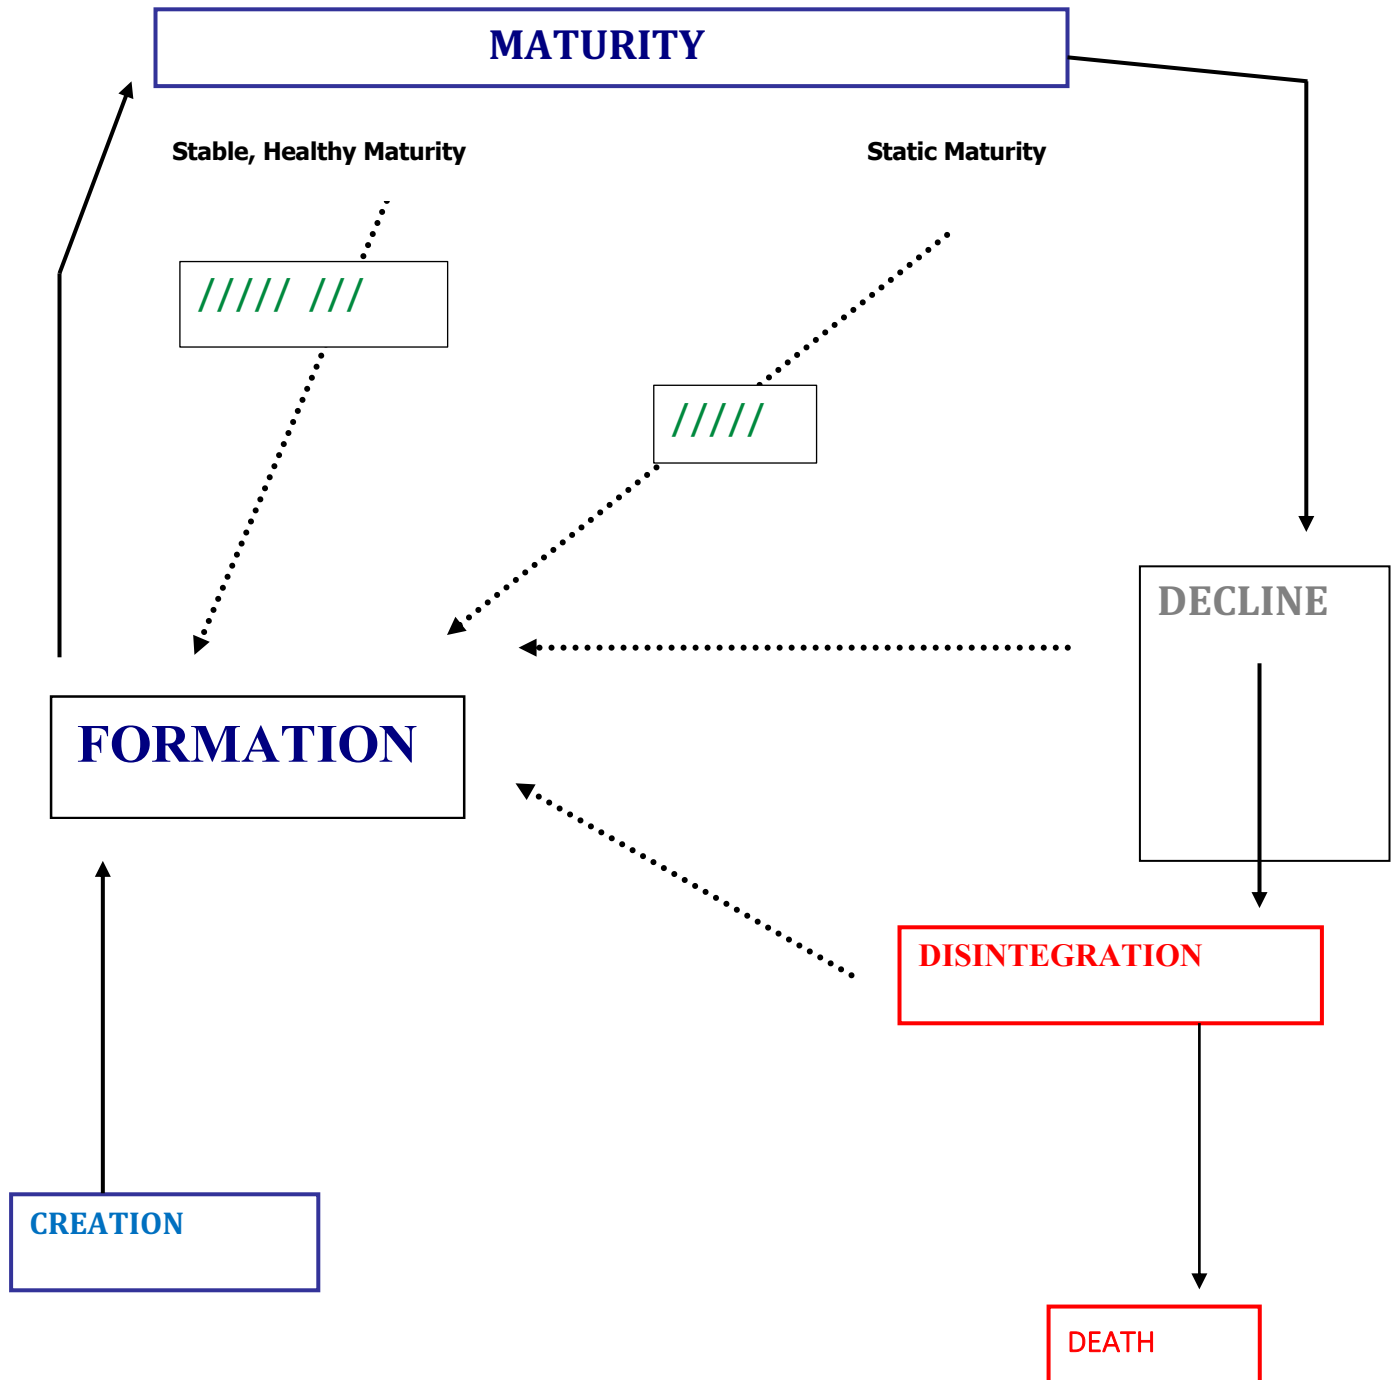 MATURITY
Stable, Healthy Maturity
Static Maturity
///// ///
/////
DECLINE
FORMATION
DISINTEGRATION
CREATION
DEATH